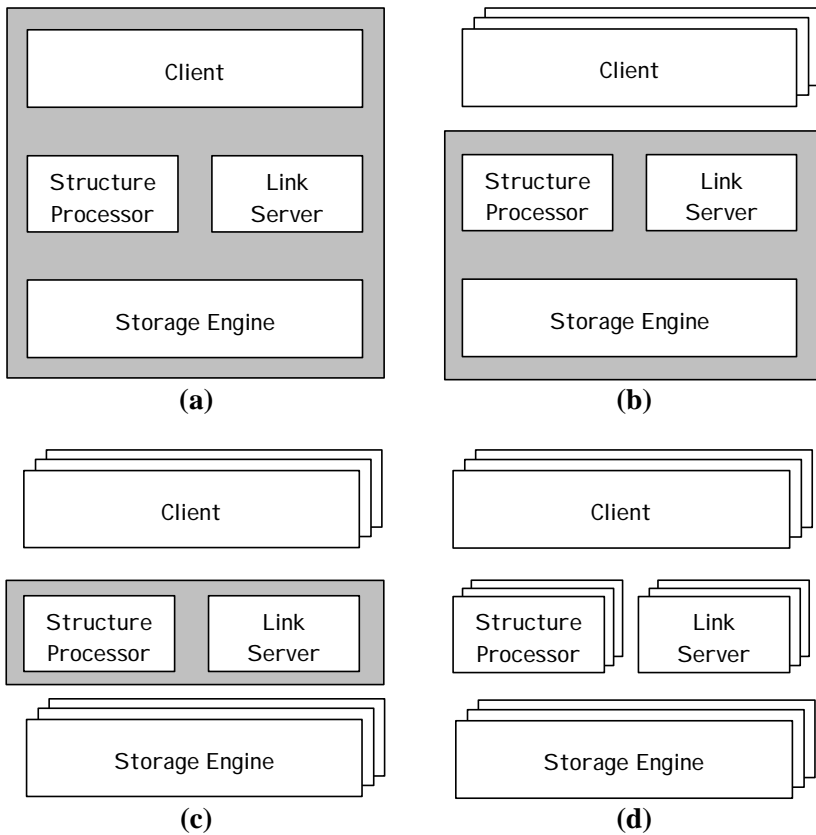 Client
Structure
Processor
Link
Server
Storage Engine
(a)
Client
Structure
Processor
Link
Server
Storage Engine
(b)
Client
Structure
Processor
Link
Server
Storage Engine
(c)
Client
Structure
Processor
Link
Server
Storage Engine
(d)